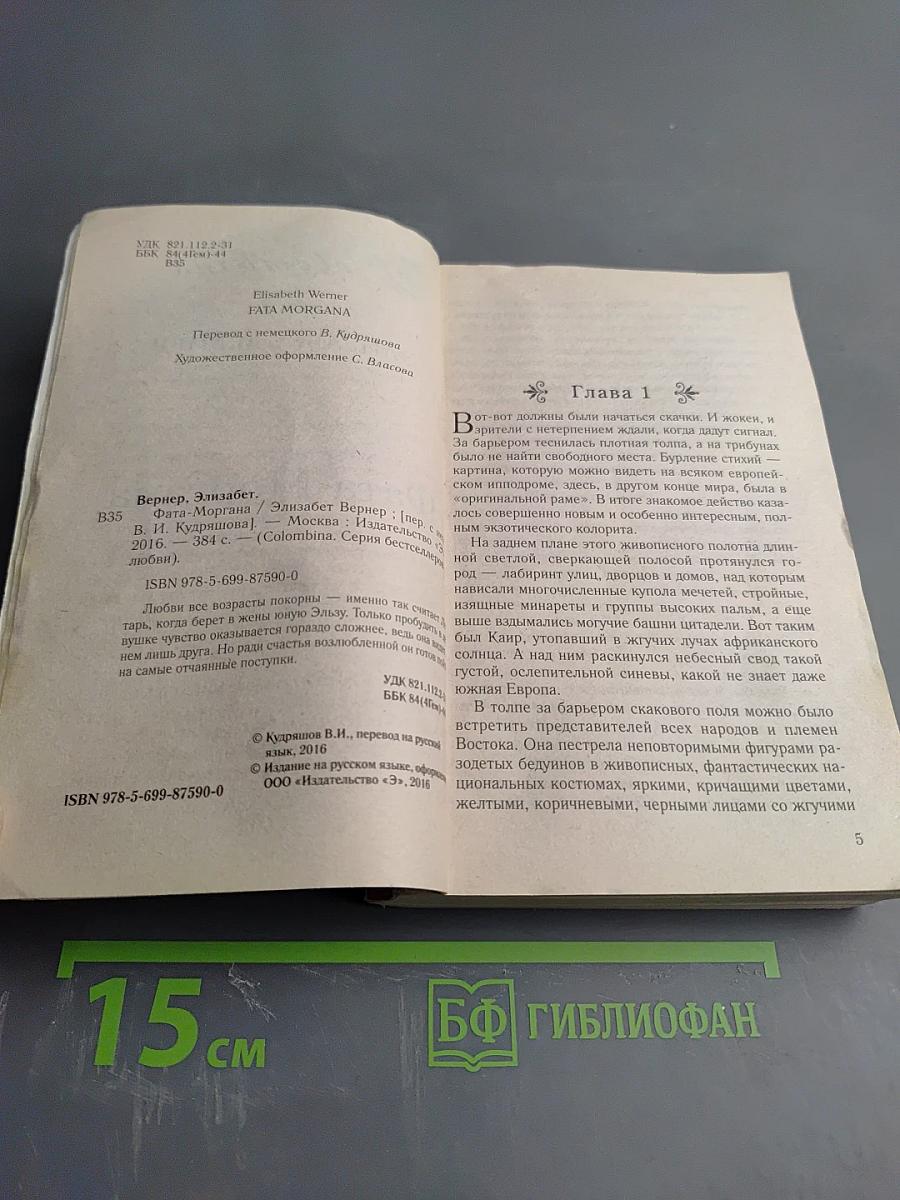 УДК 821.112.2-31
ББК 84(4Гем)-44
В35
Elisabeth Werner
FATA MORGANA
Перевод с немецкого В. Кудряшова
Художественное оформление С. Власова
Вернер, Элизабет.
В35 Фата-Моргана / Элизабет Вернер ; [пер. с нем.
В. И. Кудряшова]. — Москва : Издательство «Э
2016. — 384 с. — (Colombina. Серия бестселлеров
любви).
ISBN 978-5-699-87590-0
Любви все возрасты покорны — именно так считает
тарь, когда берет в жены юную Эльзу. Только пробудить в
вушке чувство оказывается гораздо сложнее, ведь она видит
нем лишь друга. Но ради счастья возлюбленной он готов
на самые отчаянные поступки.
УДК 821.112.2-
ББК 84(4Гем)-
© Кудряшов В.И., перевод на русский
язык, 2016
© Издание на русском языке,
ООО «Издательство «Э», 2016
ISBN 978-5-699-87590-0
Глава 1
Вот-вот должны были начаться скачки. И жокеи, и
зрители с нетерпением ждали, когда дадут сигнал.
За барьером теснилась плотная толпа, а на трибунах
было не найти свободного места. Бурление стихий —
картина, которую можно видеть на всяком европей-
ском ипподроме, здесь, в другом конце мира, была в
«оригинальной раме». В итоге знакомое действо каза-
лось совершенно новым и особенно интересным, пол-
ным экзотического колорита.
На заднем плане этого живописного полотна длин-
ной светлой, сверкающей полосой протянулся го-
род — лабиринт улиц, дворцов и домов, над которым
нависали многочисленные купола мечетей, стройные,
изящные минареты и группы высоких пальм, а еще
выше вздымались могучие башни цитадели. Вот таким
был Каир, утопавший в жгучих лучах африканского
солнца. А над ним раскинулся небесный свод такой
густой, ослепительной синевы, какой не знает даже
южная Европа.
В толпе за барьером скакового поля можно было
встретить представителей всех народов и племен
Востока. Она пестрела неповторимыми фигурами ра-
зодетых бедуинов в живописных, фантастических на-
циональных костюмах, яркими, кричащими цветами,
желтыми, коричневыми, черными лицами со жгучими
5
15 см
БФ ГИБЛИОФАН